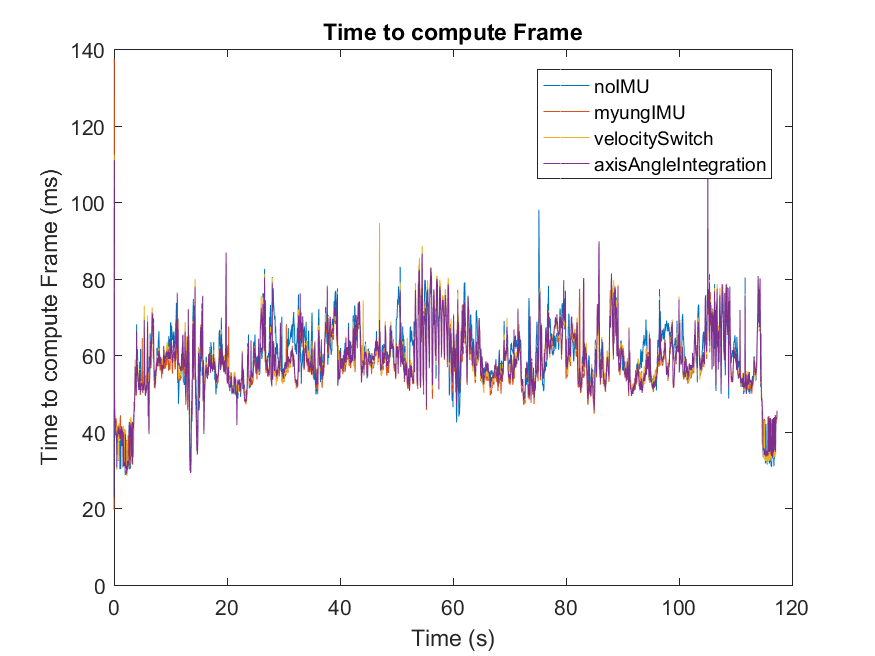 Time to compute Frame
noIMU
myungIMU
velocitySwitch
axisAngleIntegration
Time to compute Frame (ms)
140
120
100
80
60
40
20
0
0 20 40 60 80 100 120
Time (s)